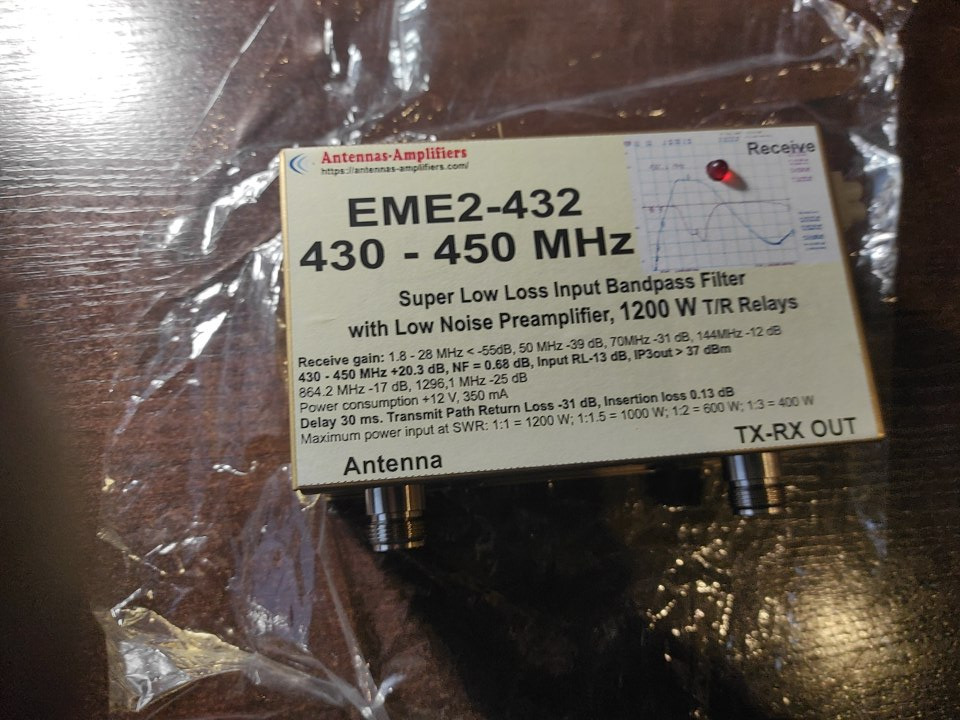 Antennas-Amplifiers
https://antennas-amplifiers.com/
Receive
EME2-432
430 - 450 MHz
Super Low Loss Input Bandpass Filter
with Low Noise Preamplifier, 1200 W T/R Relays
Receive gain: 1.8 - 28 MHz < -55dB, 50 MHz -39 dB, 70MHz -31 dB, 144MHz -12 dB
430 - 450 MHz +20.3 dB, NF = 0.68 dB, Input RL-13 dB, IP3out > 37 dBm
864.2 MHz -17 dB, 1296,1 MHz -25 dB
Power consumption +12 V, 350 mA
Delay 30 ms. Transmit Path Return Loss -31 dB, Insertion loss 0.13 dB
Maximum power input at SWR: 1:1 = 1200 W; 1:1.5 = 1000 W; 1:2 = 600 W; 1:3 = 400 W
Antenna
TX-RX OUT